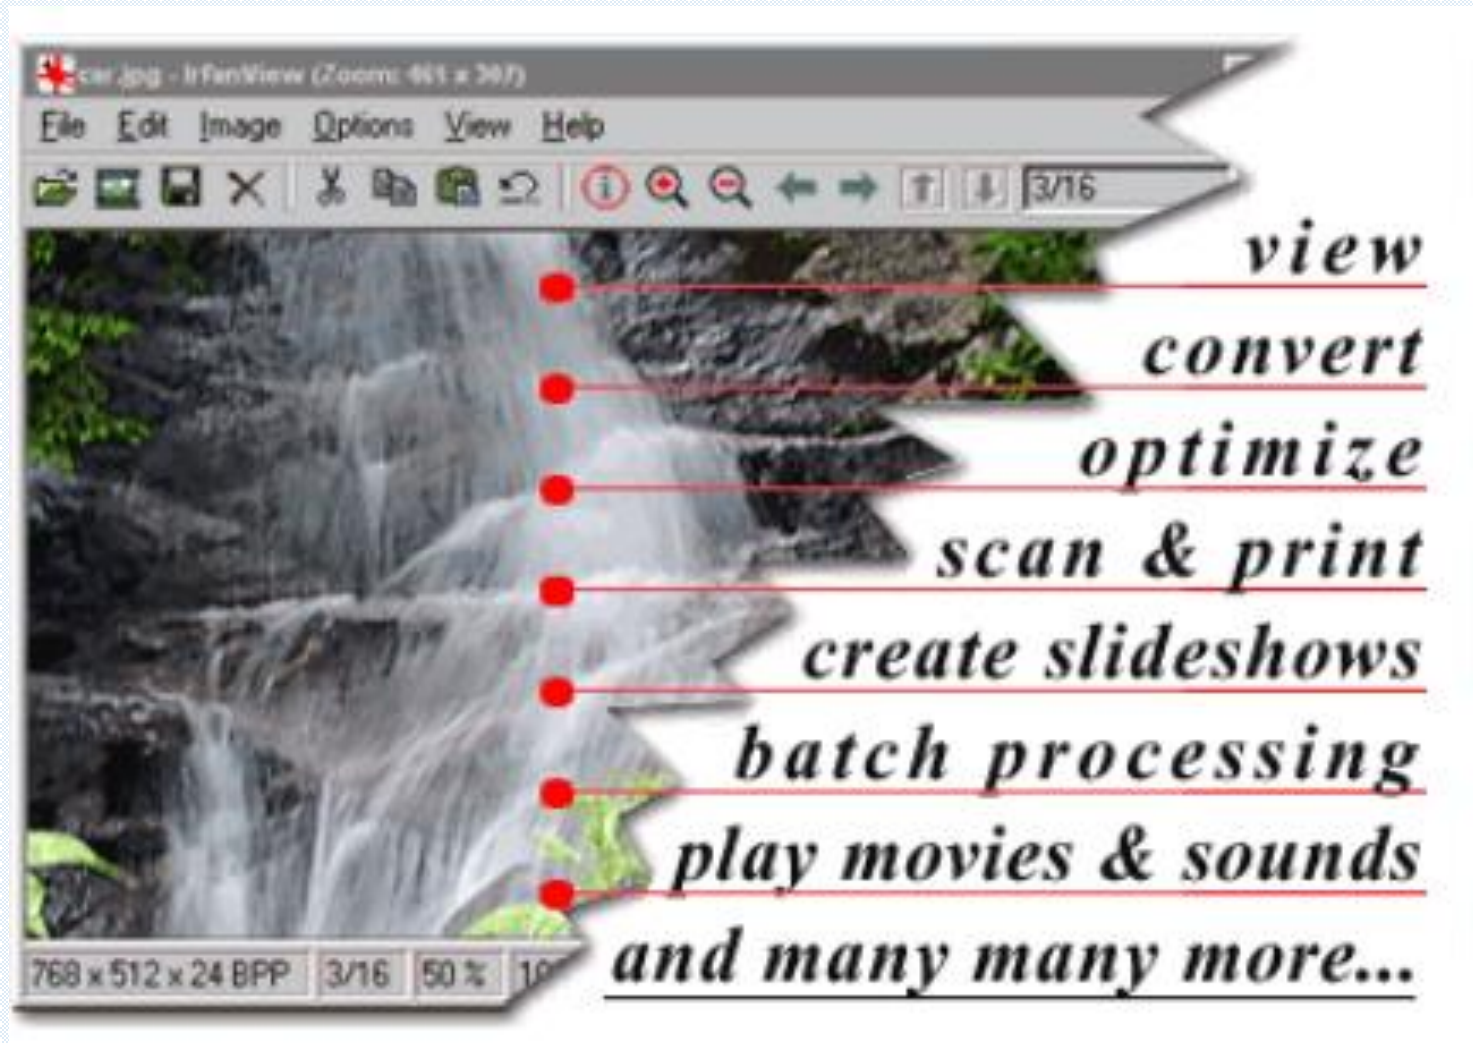 car.jpg - IrfanView (Zoom: 461 x 307)
File Edit Image Options View Help
3/16
view
convert
optimize
scan & print
create slideshows
batch processing
play movies & sounds
and many many more...
768 x 512 x 24 BPP 3/16 50 %